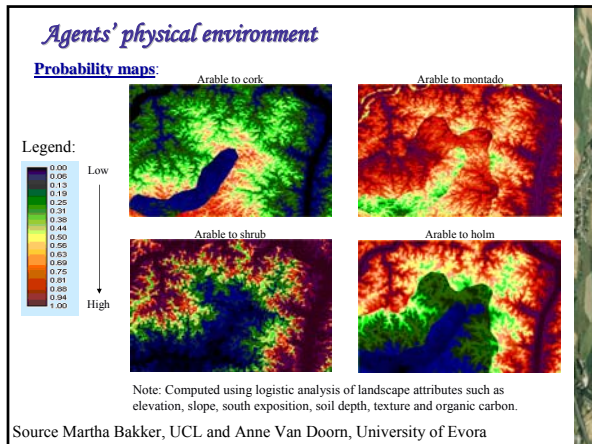 Agents' physical environment
Probability maps:
Arable to cork
Arable to montado
Legend:
0.00
0.06
0.13
0.19
0.25
0.31
0.38
0.44
0.50
0.56
0.63
0.69
0.75
0.81
0.88
0.94
1.00
Low
High
Arable to shrub
Arable to holm
Note: Computed using logistic analysis of landscape attributes such as
elevation, slope, south exposition, soil depth, texture and organic carbon.
Source Martha Bakker, UCL and Anne Van Doorn, University of Evora